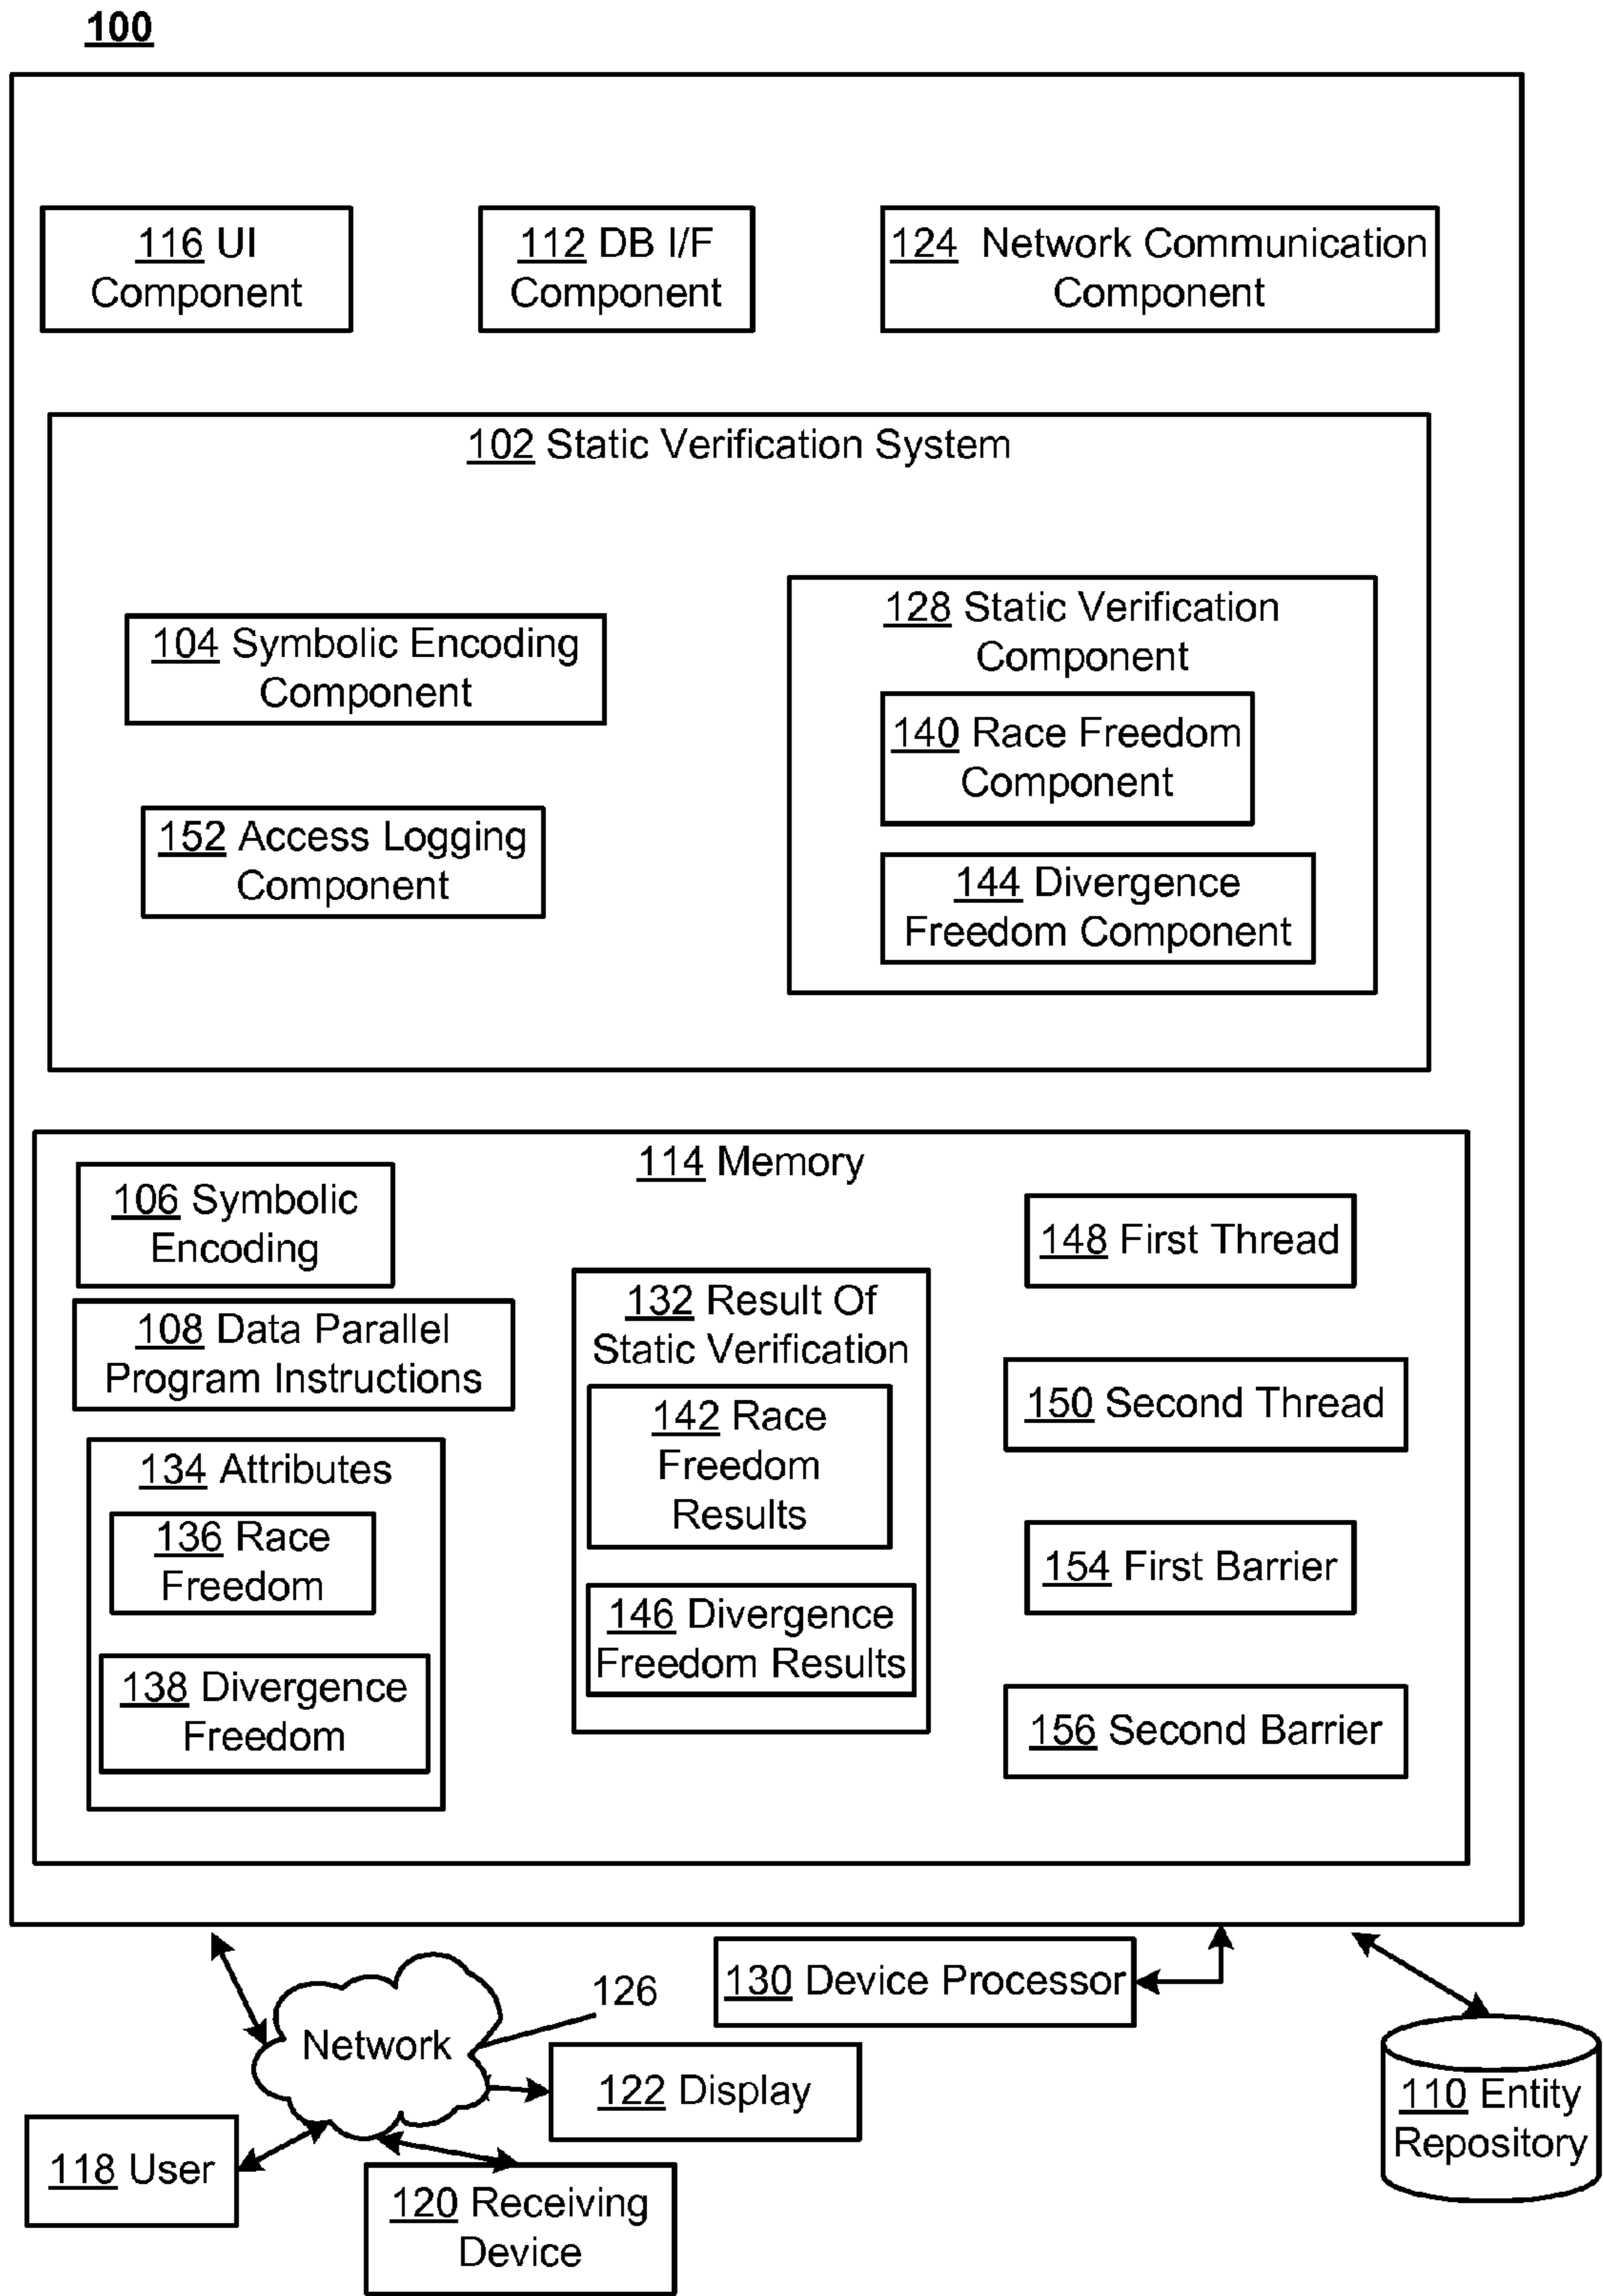 100
116 UI
Component
112 DB I/F
Component
124 Network Communication
Component
102 Static Verification System
104 Symbolic Encoding
Component
152 Access Logging
Component
128 Static Verification
Component
140 Race Freedom
Component
144 Divergence
Freedom Component
114 Memory
106 Symbolic
Encoding
108 Data Parallel
Program Instructions
134 Attributes
136 Race
Freedom
138 Divergence
Freedom
132 Result Of
Static Verification
142 Race
Freedom
Results
146 Divergence
Freedom Results
148 First Thread
150 Second Thread
154 First Barrier
156 Second Barrier
130 Device Processor
126
Network
122 Display
118 User
120 Receiving
Device
110 Entity
Repository